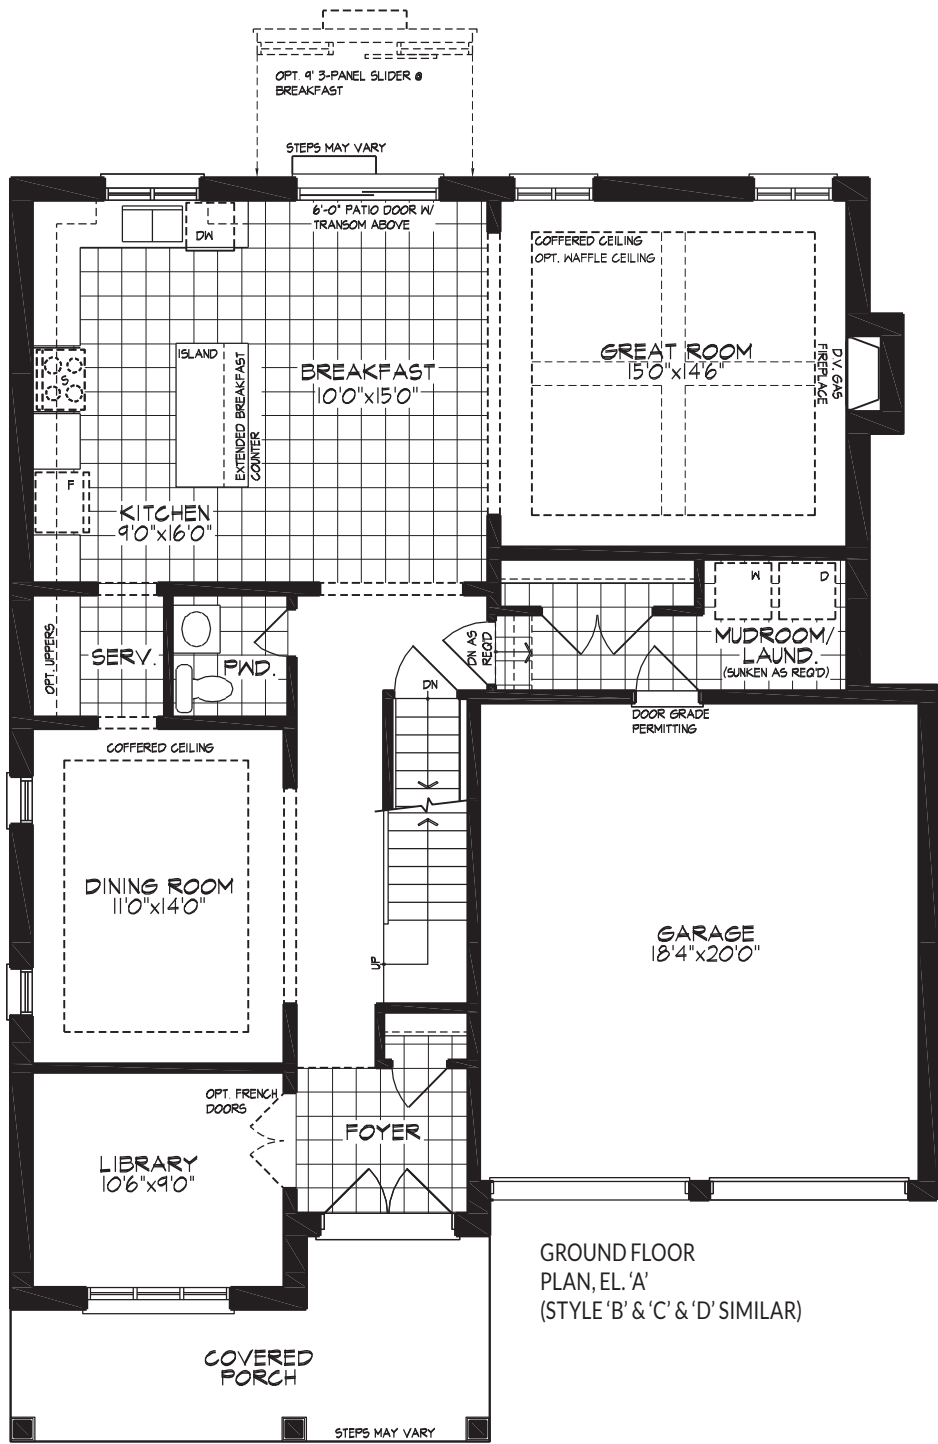 OPT. 9' 3-PANEL SLIDER @
BREAKFAST
STEPS MAY VARY
6'-0" PATIO DOOR W/
TRANSOM ABOVE
DW
COFFERED CEILING
OPT. WAFFLE CEILING
ISLAND
EXTENDED BREAKFAST
COUNTER
BREAKFAST
10'0"x15'0"
GREAT ROOM
15'0"x14'6"
D.V. GAS
FIREPLACE
S
F
KITCHEN
9'0"x16'0"
W
D
OPT. UPPERS
SERV.
PWD.
DN AS
REQ'D
MUDROOM/
LAUND.
(SUNKEN AS REQ'D)
DN
DOOR GRADE
PERMITTING
COFFERED CEILING
DINING ROOM
11'0"x14'0"
GARAGE
18'4"x20'0"
UP
OPT. FRENCH
DOORS
FOYER
LIBRARY
10'6"x9'0"
GROUND FLOOR
PLAN, EL. ‘A’
(STYLE ‘B’ & ‘C’ & ‘D’ SIMILAR)
COVERED
PORCH
STEPS MAY VARY